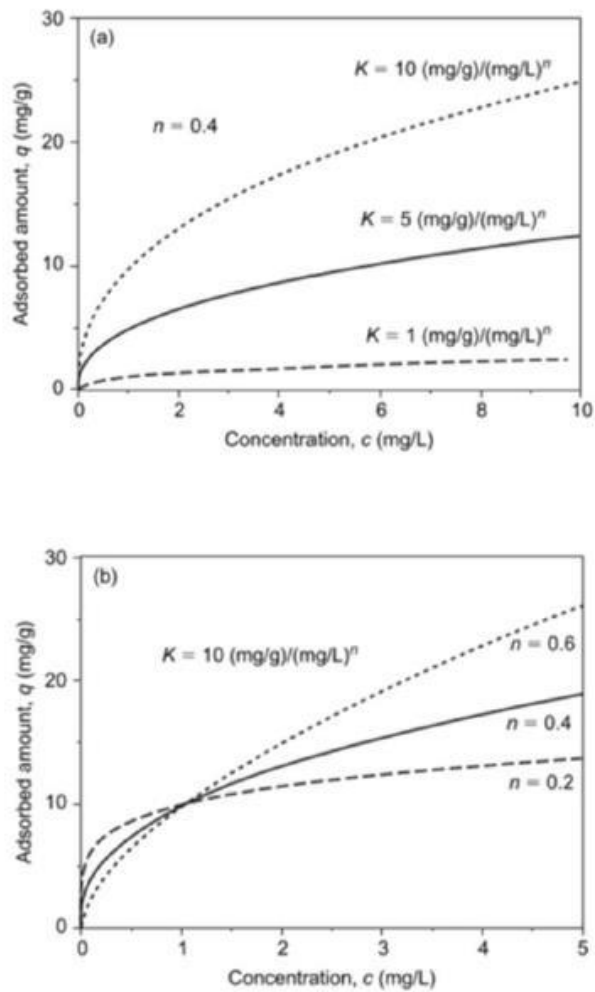 (a)
30
20
10
0
Adsorbed amount, q (mg/g)
K = 10 (mg/g)/(mg/L)ⁿ
n = 0.4
K = 5 (mg/g)/(mg/L)ⁿ
K = 1 (mg/g)/(mg/L)ⁿ
0 2 4 6 8 10
Concentration, c (mg/L)
(b)
30
20
10
0
Adsorbed amount, q (mg/g)
K = 10 (mg/g)/(mg/L)ⁿ
n = 0.6
n = 0.4
n = 0.2
0 1 2 3 4 5
Concentration, c (mg/L)